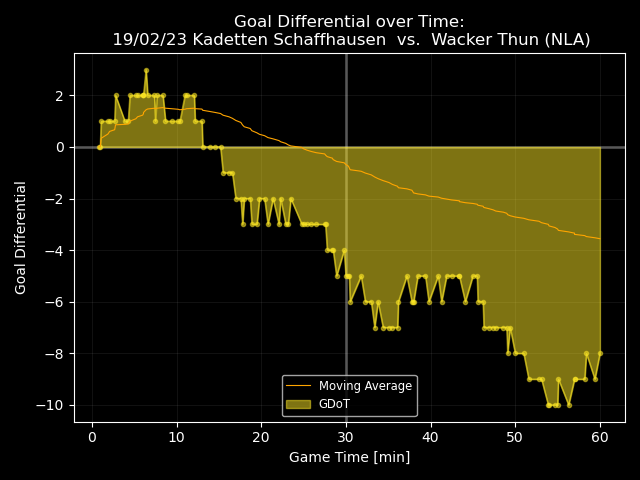 Goal Differential over Time:
19/02/23 Kadetten Schaffhausen  vs.  Wacker Thun (NLA)
Goal Differential
2
0
−2
−4
−6
−8
−10
Moving Average
GDoT
0 10 20 30 40 50 60
Game Time [min]